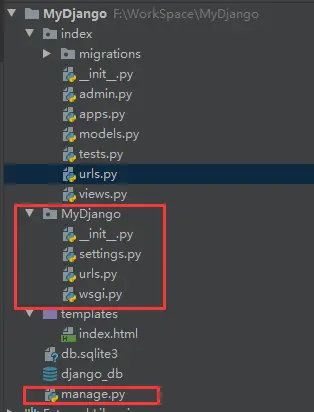 MyDjango F:\WorkSpace\MyDjango
index
migrations
__init__.py
admin.py
apps.py
models.py
tests.py
urls.py
views.py
MyDjango
__init__.py
settings.py
urls.py
wsgi.py
templates
index.html
db.sqlite3
django_db
manage.py